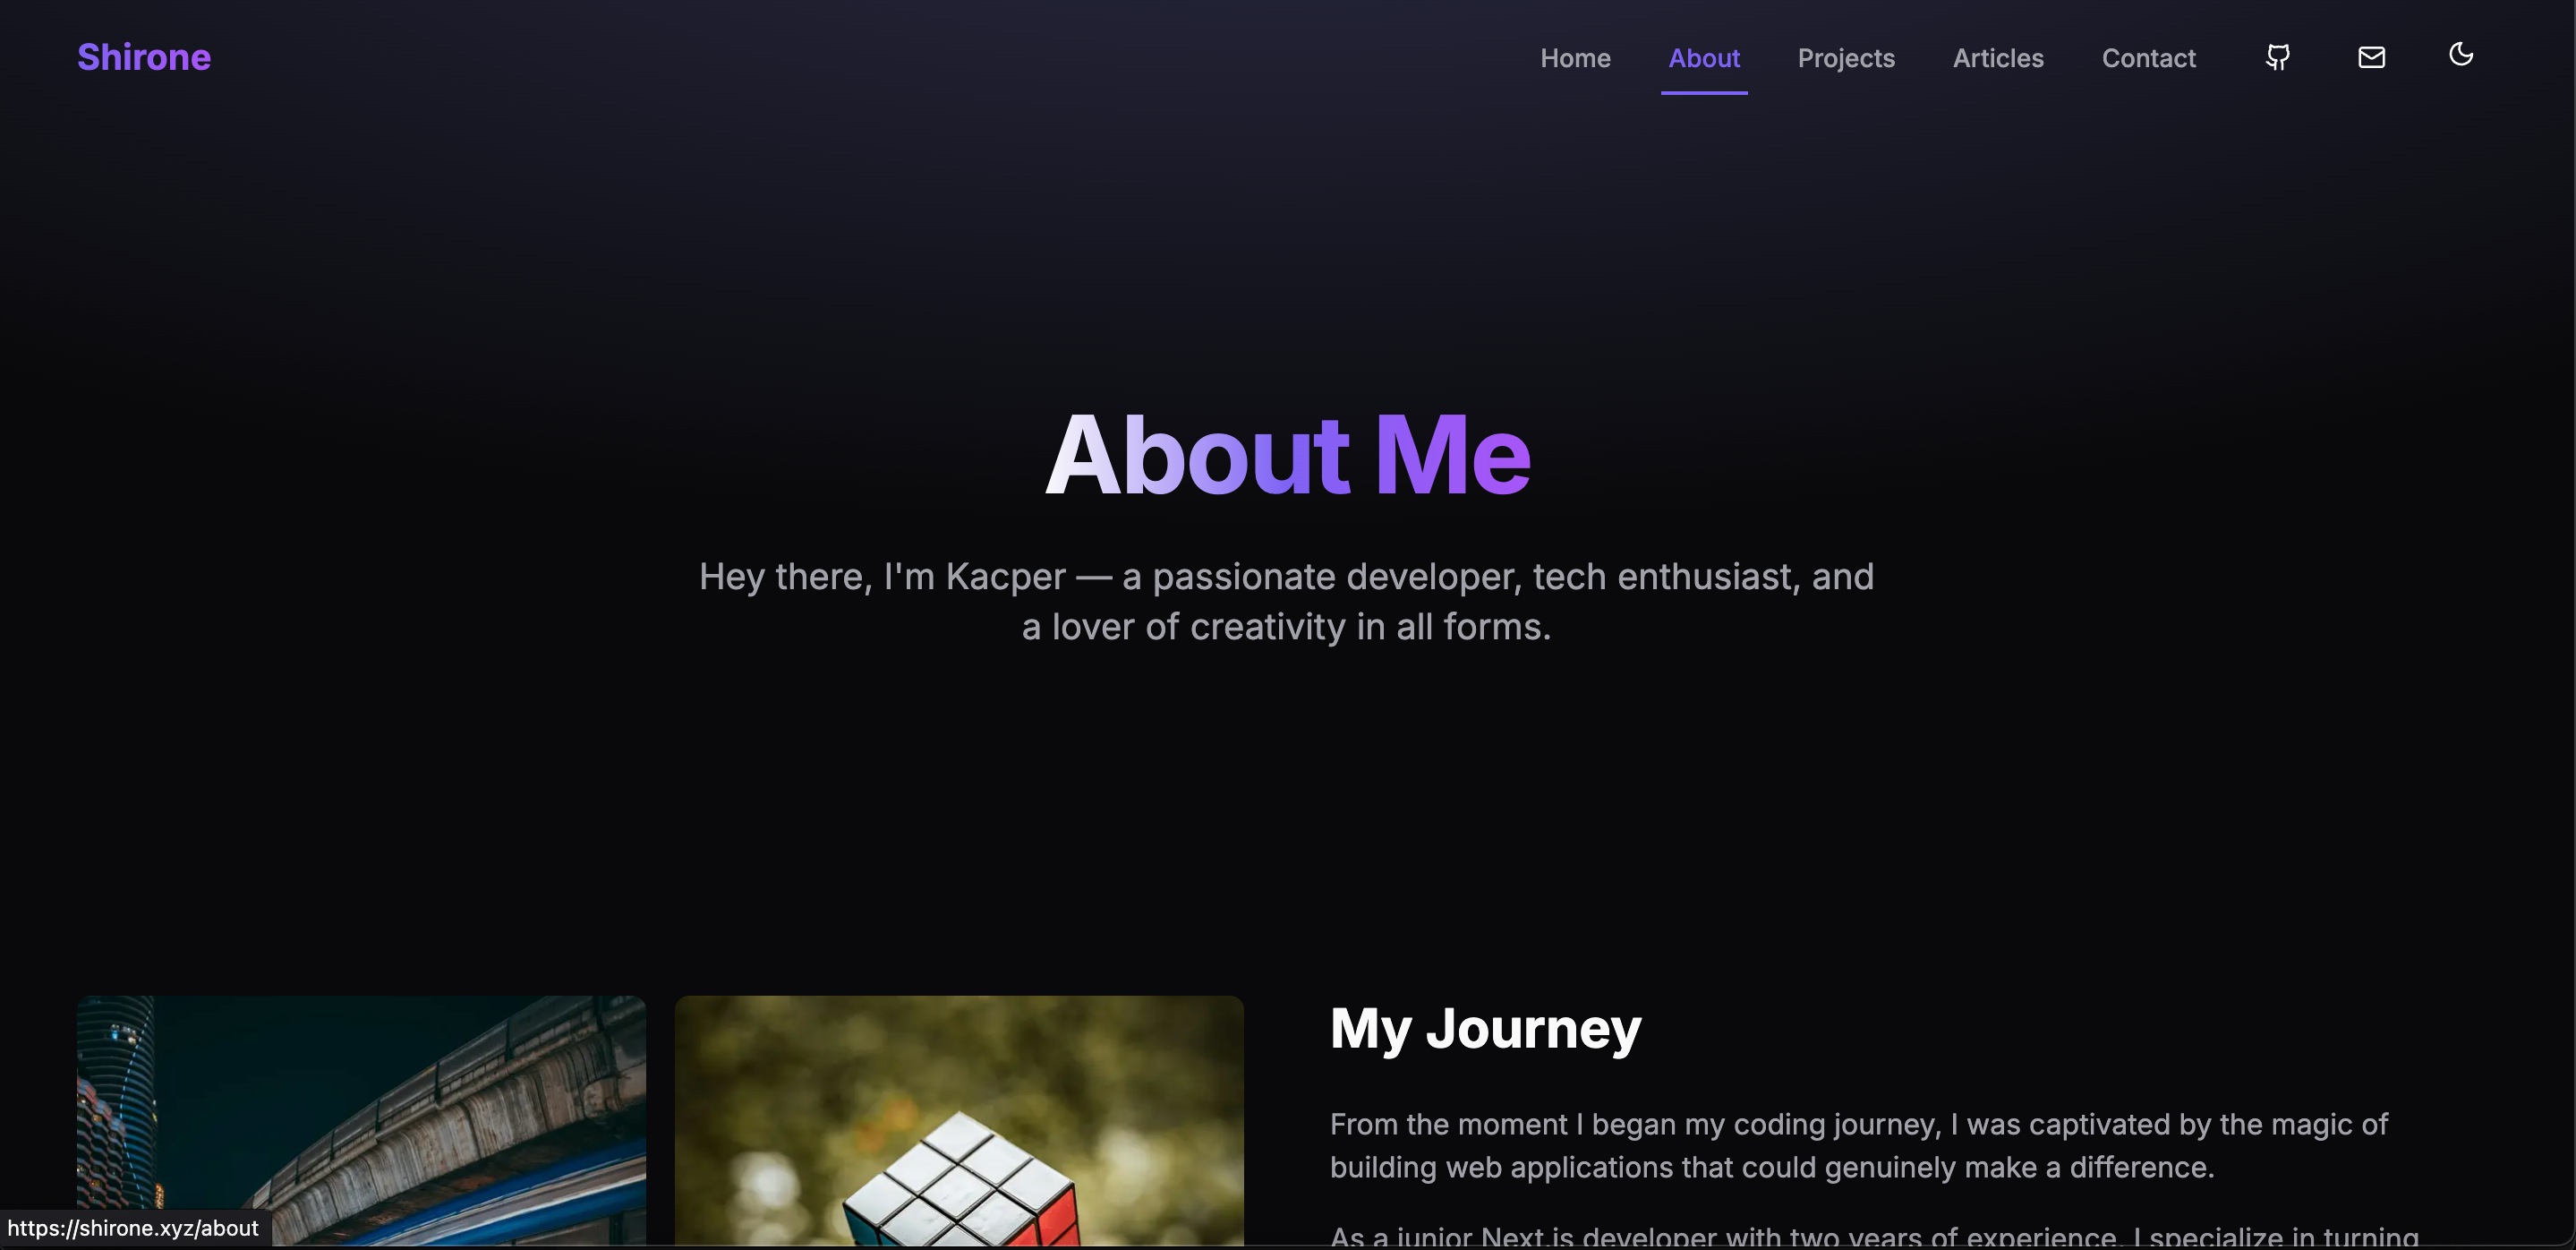 Shirone
Home About Projects Articles Contact
About Me
Hey there, I'm Kacper — a passionate developer, tech enthusiast, and
a lover of creativity in all forms.
My Journey
From the moment I began my coding journey, I was captivated by the magic of
building web applications that could genuinely make a difference.
As a junior Next.js developer with two years of experience, I specialize in turning
https://shirone.xyz/about